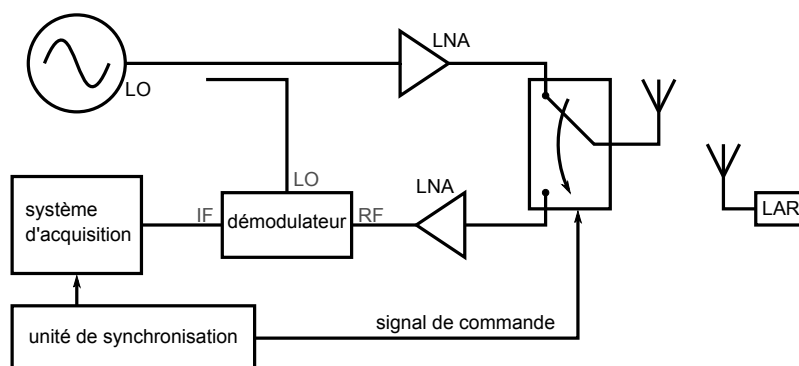 LNA
LO
LO
LNA
système
d'acquisition
IF
démodulateur
RF
LAR
unité de synchronisation
signal de commande